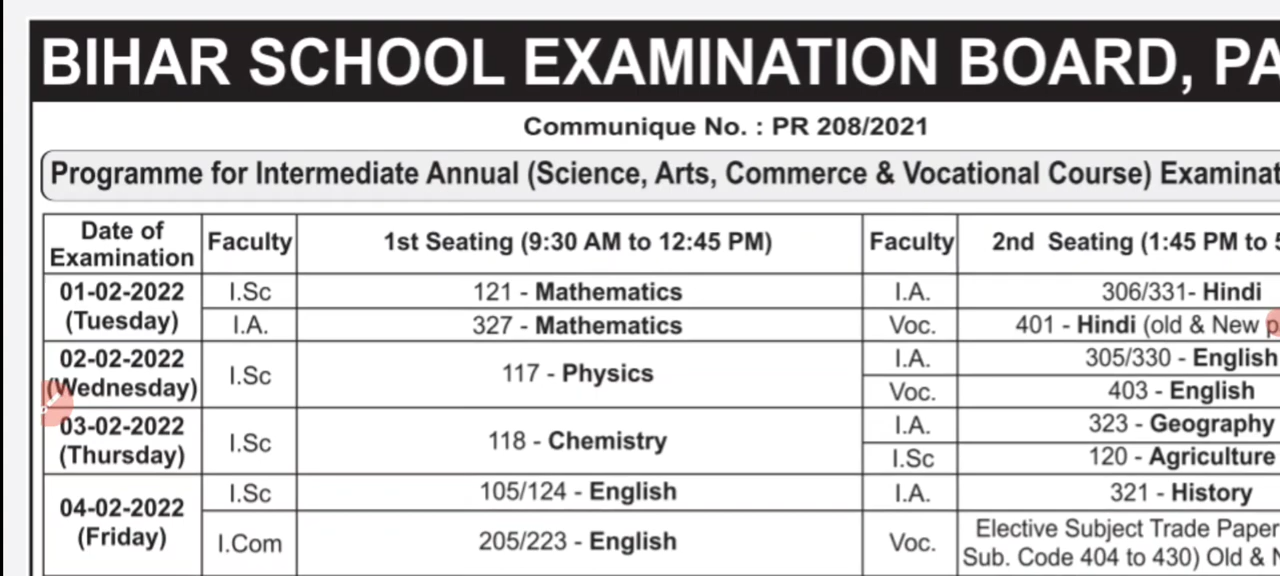 BIHAR SCHOOL EXAMINATION BOARD, PA
Communique No. : PR 208/2021
Programme for Intermediate Annual (Science, Arts, Commerce & Vocational Course) Examinat
Date of Examination Faculty 1st Seating (9:30 AM to 12:45 PM) Faculty 2nd Seating (1:45 PM to 5
01-02-2022 (Tuesday) I.Sc 121 - Mathematics I.A. 306/331- Hindi
I.A. 327 - Mathematics Voc. 401 - Hindi (old & New p
02-02-2022 (Wednesday) I.Sc 117 - Physics I.A. 305/330 - English
Voc. 403 - English
03-02-2022 (Thursday) I.Sc 118 - Chemistry I.A. 323 - Geography
I.Sc 120 - Agriculture
04-02-2022 (Friday) I.Sc 105/124 - English I.A. 321 - History
I.Com 205/223 - English Voc. Elective Subject Trade Paper
Sub. Code 404 to 430) Old & N